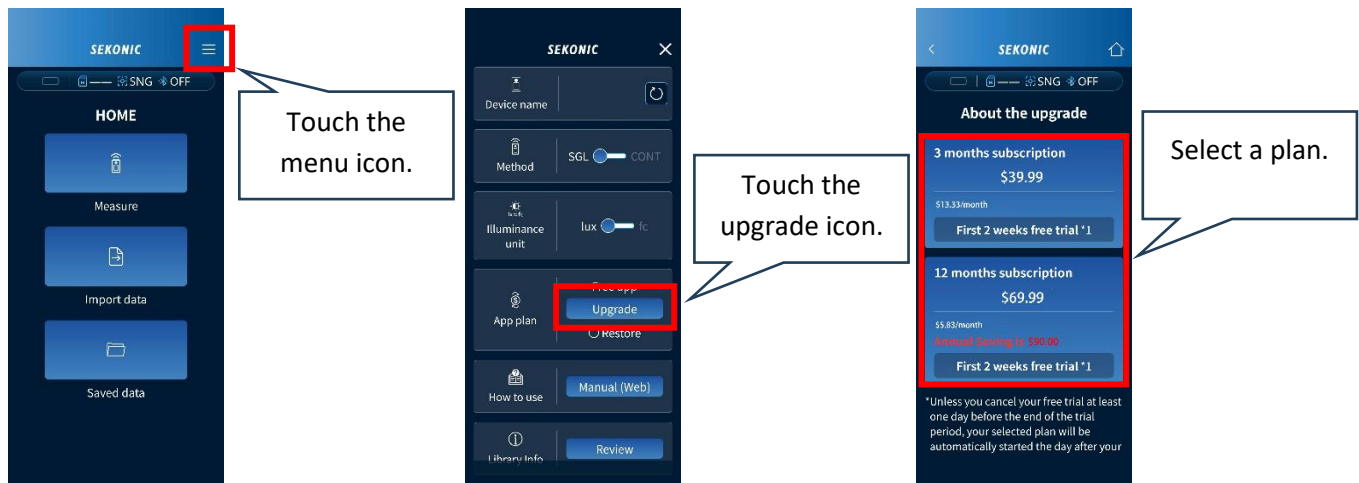 SEKONIC
—— SNG OFF
HOME
Measure
Import data
Saved data
Touch the
menu icon.
SEKONIC
Device name
Method
SGL CONT
Illuminance
unit
lux fc
App plan
Free app
Upgrade
Restore
How to use
Manual (Web)
Library Info
Review
Touch the
upgrade icon.
SEKONIC
—— SNG OFF
About the upgrade
3 months subscription
$39.99
$13.33/month
First 2 weeks free trial *1
12 months subscription
$69.99
$5.83/month
Annual Saving is $90.00
First 2 weeks free trial *1
*Unless you cancel your free trial at least
one day before the end of the trial
period, your selected plan will be
automatically started the day after your
Select a plan.